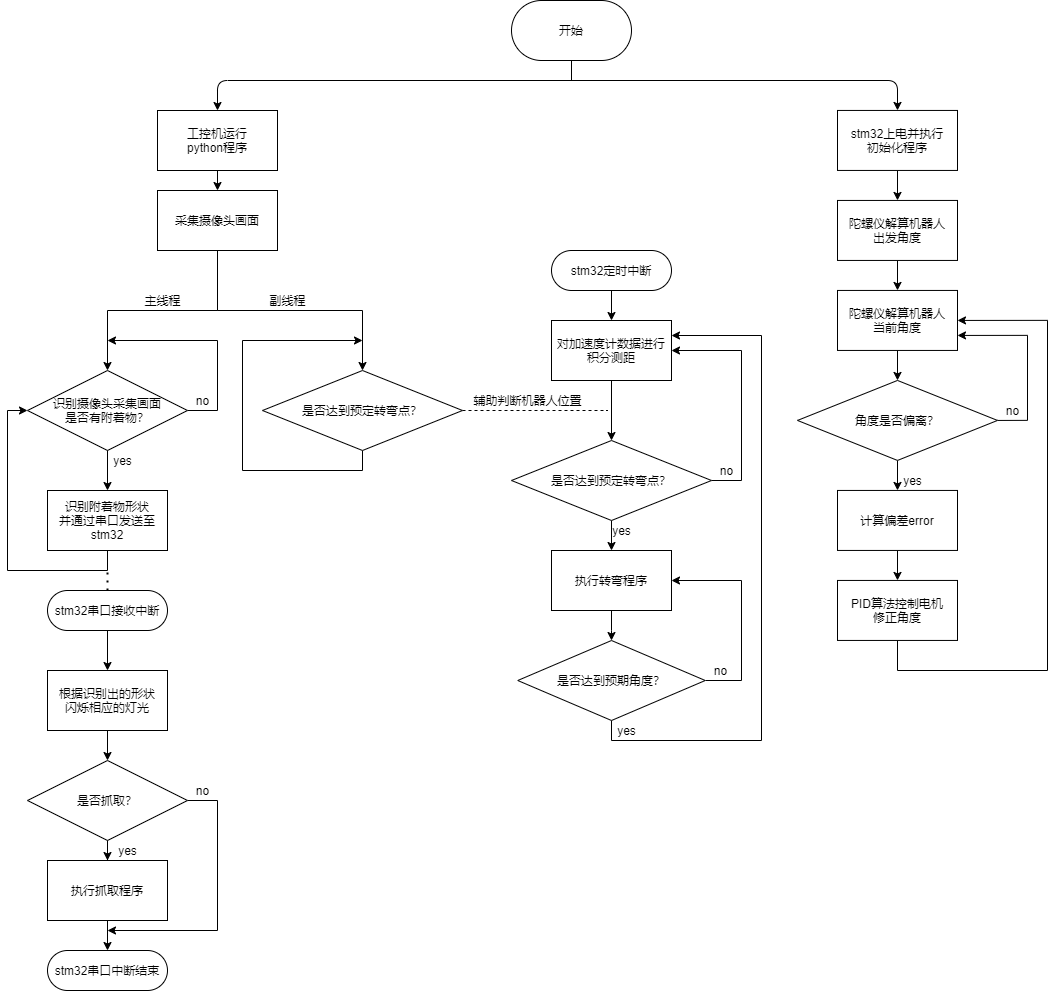 开始
工控机运行
python程序
采集摄像头画面
主线程
副线程
识别摄像头采集画面
是否有附着物?
no
yes
识别附着物形状
并通过串口发送至
stm32
stm32串口接收中断
根据识别出的形状
闪烁相应的灯光
是否抓取?
no
yes
执行抓取程序
stm32串口中断结束
是否达到预定转弯点?
辅助判断机器人位置
stm32定时中断
对加速度计数据进行
积分测距
是否达到预定转弯点?
no
yes
执行转弯程序
是否达到预期角度?
no
yes
stm32上电并执行
初始化程序
陀螺仪解算机器人
出发角度
陀螺仪解算机器人
当前角度
角度是否偏离?
no
yes
计算偏差error
PID算法控制电机
修正角度